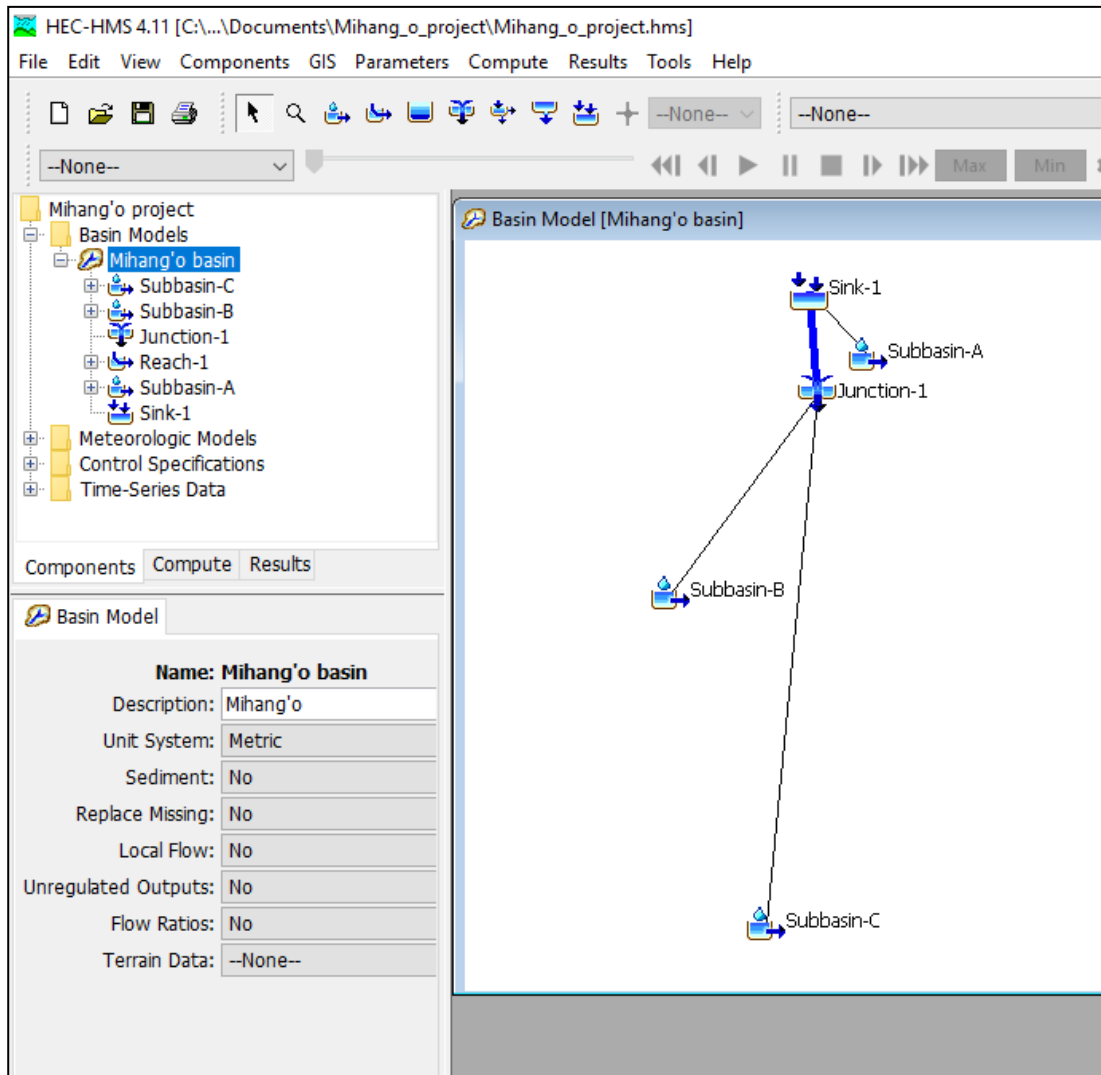 HEC-HMS 4.11 [C:\...\Documents\Mihang_o_project\Mihang_o_project.hms]
File Edit View Components GIS Parameters Compute Results Tools Help
--None-- --None--
--None-- Max Min
Mihang'o project
Basin Models
Mihang'o basin
Subbasin-C
Subbasin-B
Junction-1
Reach-1
Subbasin-A
Sink-1
Meteorologic Models
Control Specifications
Time-Series Data
Components Compute Results
Basin Model
Name: Mihang'o basin
Description: Mihang'o
Unit System: Metric
Sediment: No
Replace Missing: No
Local Flow: No
Unregulated Outputs: No
Flow Ratios: No
Terrain Data: --None--
Basin Model [Mihang'o basin]
Sink-1
Subbasin-A
Junction-1
Subbasin-B
Subbasin-C